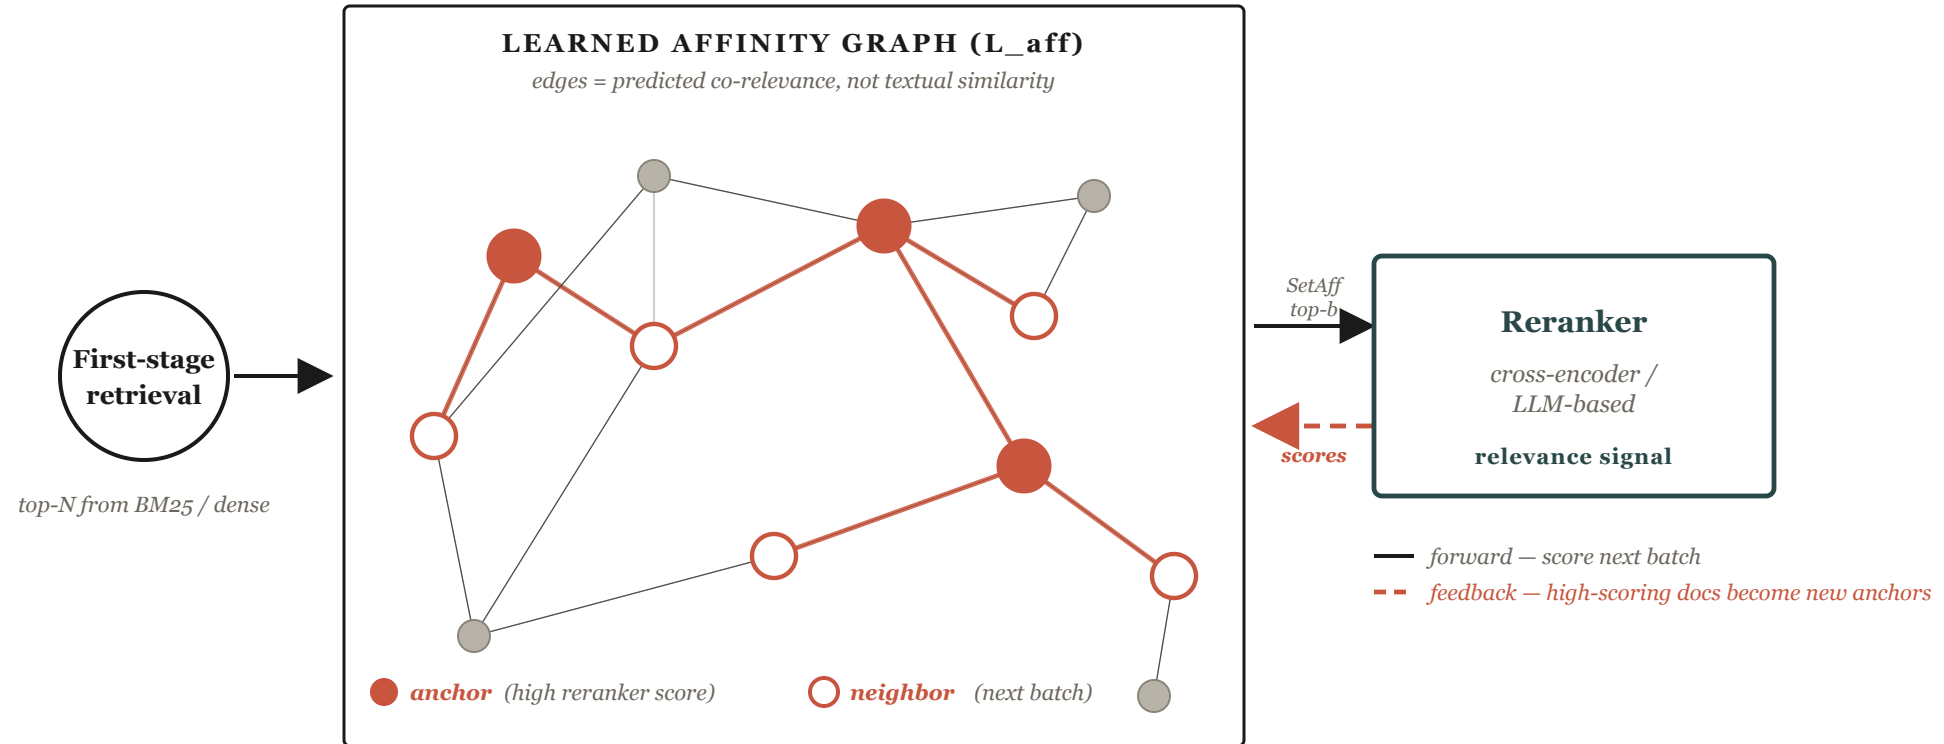 LEARNED AFFINITY GRAPH (L_aff)
edges = predicted co-relevance, not textual similarity
First-stage
retrieval
top-N from BM25 / dense
SetAff
top-b
scores
Reranker
cross-encoder /
LLM-based
relevance signal
forward — score next batch
feedback — high-scoring docs become new anchors
anchor (high reranker score)
neighbor (next batch)